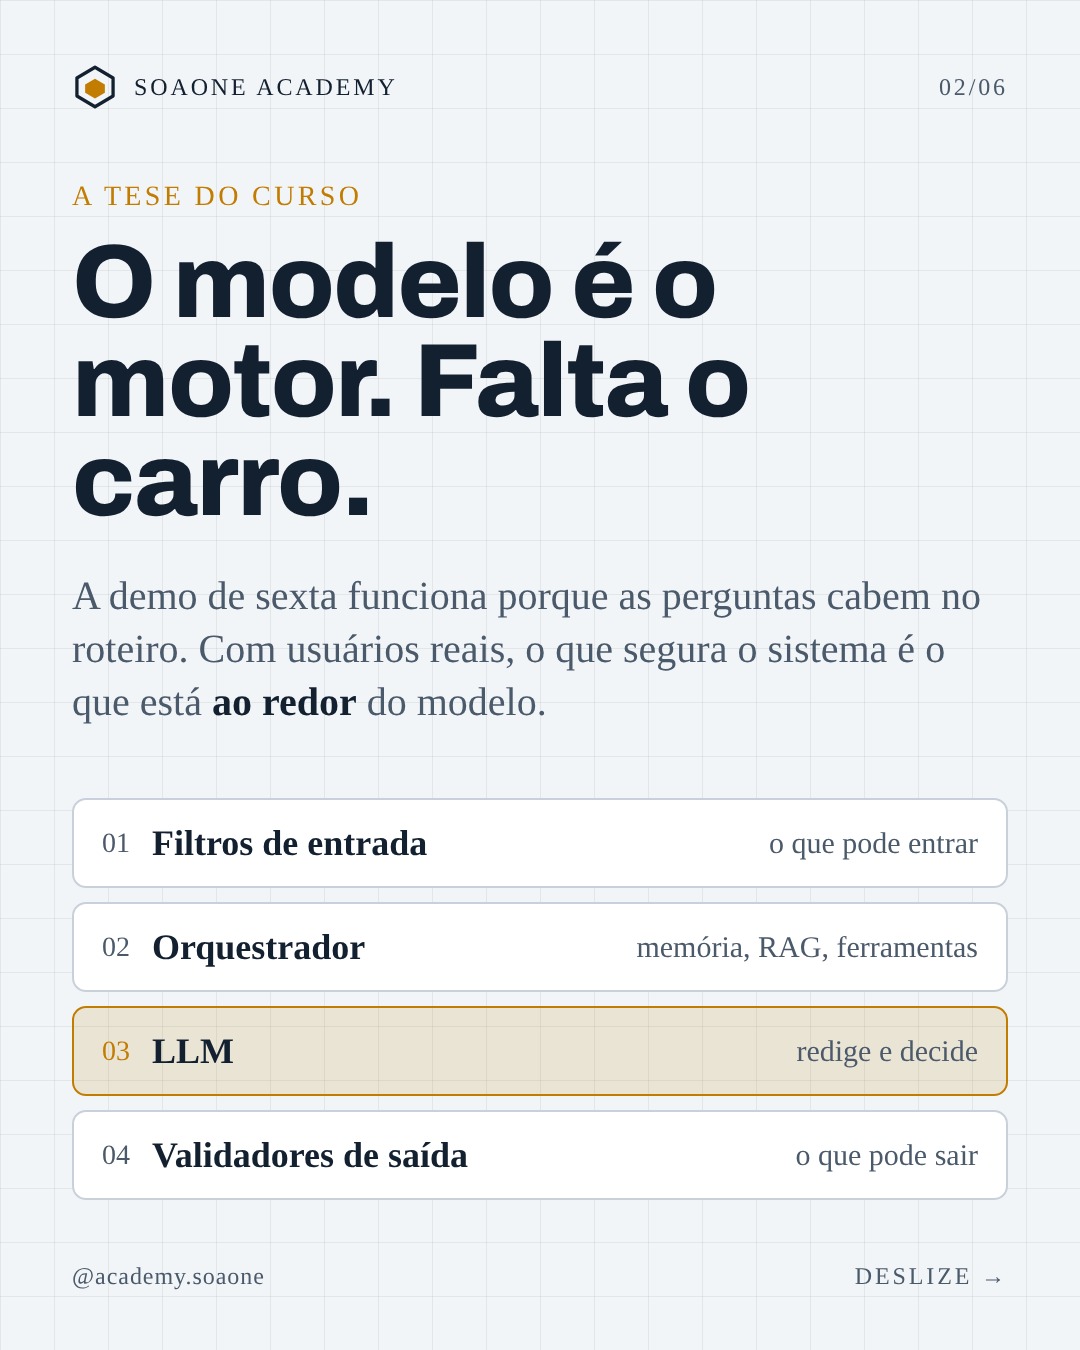 SOAONE ACADEMY
02/06
A TESE DO CURSO
O modelo é o
motor. Falta o
carro.
A demo de sexta funciona porque as perguntas cabem no
roteiro. Com usuários reais, o que segura o sistema é o
que está ao redor do modelo.
01 Filtros de entrada o que pode entrar
02 Orquestrador memória, RAG, ferramentas
03 LLM redige e decide
04 Validadores de saída o que pode sair
@academy.soaone
DESLIZE →